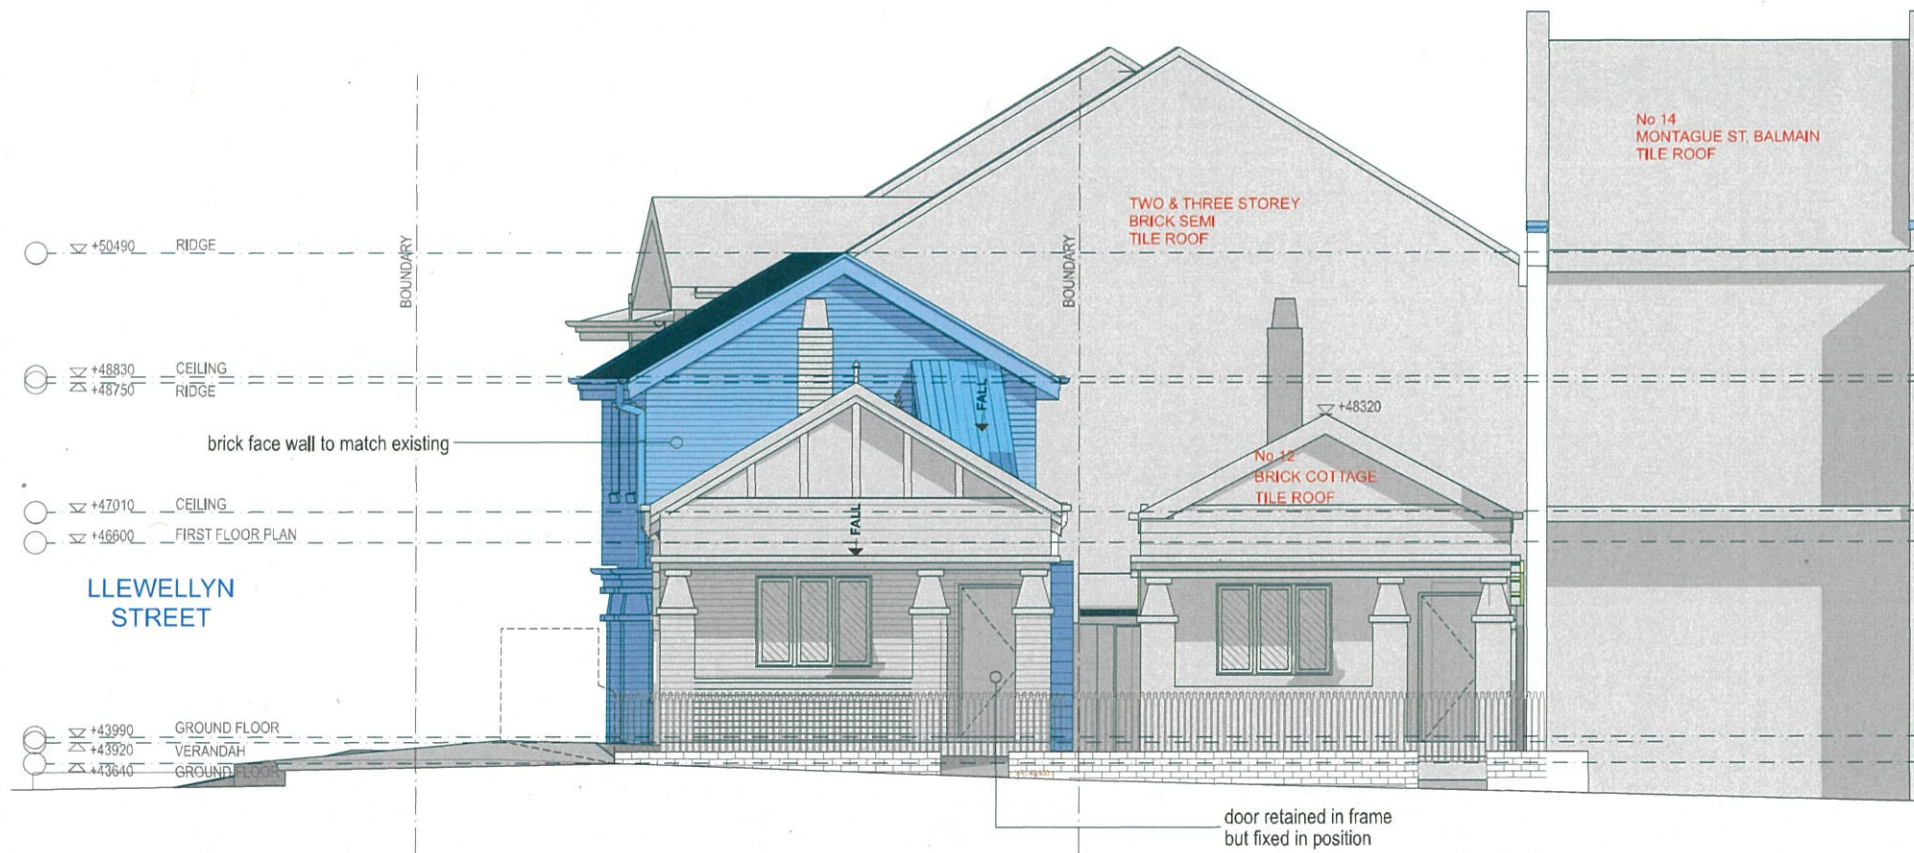 No 14
MONTAGUE ST, BALMAIN
TILE ROOF
TWO & THREE STOREY
BRICK SEMI
TILE ROOF
+50490 RIDGE
BOUNDARY
BOUNDARY
+48830 CEILING
+48750 RIDGE
FALL
+48320
brick face wall to match existing
No 12
BRICK COTTAGE
TILE ROOF
+47010 CEILING
FALL
+46600 FIRST FLOOR PLAN
LLEWELLYN
STREET
+43990 GROUND FLOOR
+43920 VERANDAH
+43640 GROUND FLOOR
door retained in frame
but fixed in position